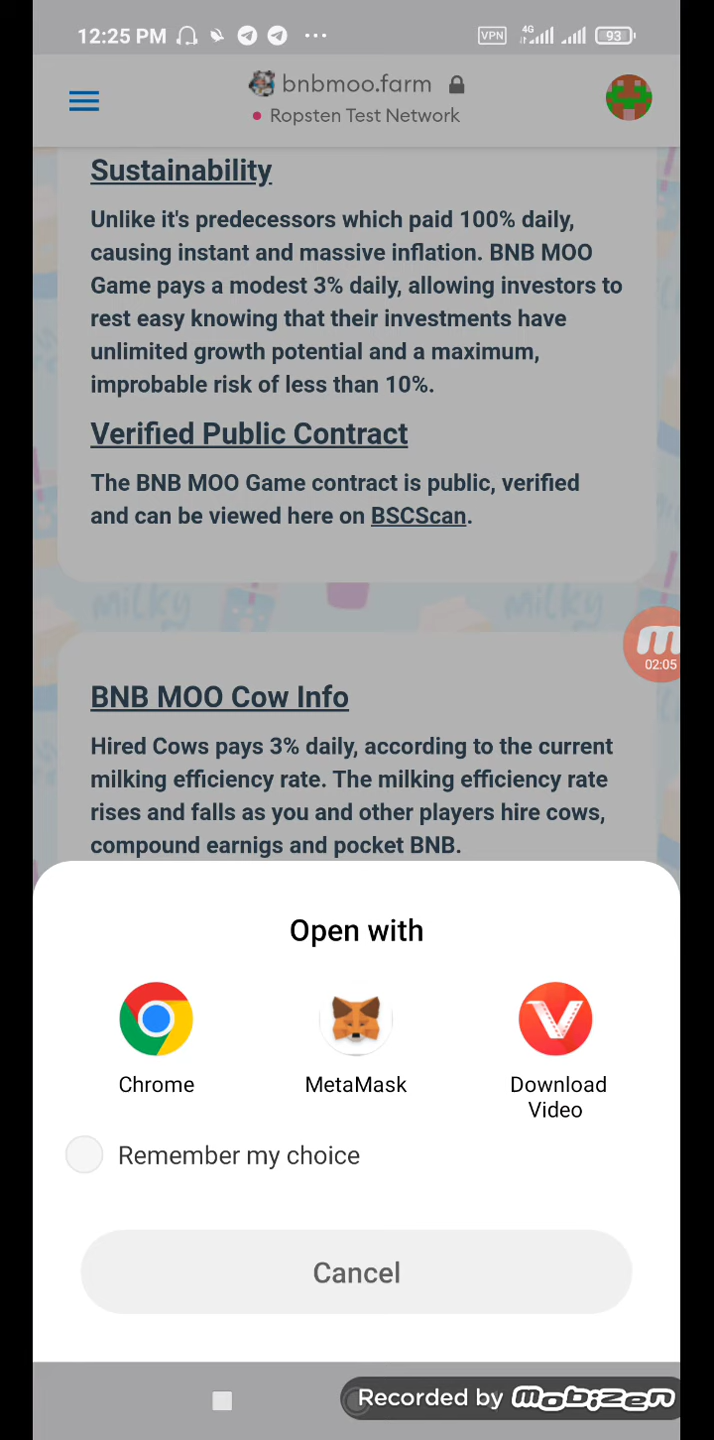 12:25 PM
VPN 4G 93
bnbmoo.farm
Ropsten Test Network
Sustainability
Unlike it's predecessors which paid 100% daily,
causing instant and massive inflation. BNB MOO
Game pays a modest 3% daily, allowing investors to
rest easy knowing that their investments have
unlimited growth potential and a maximum,
improbable risk of less than 10%.
Verified Public Contract
The BNB MOO Game contract is public, verified
and can be viewed here on BSCScan.
Milky Milky
02:05
BNB MOO Cow Info
Hired Cows pays 3% daily, according to the current
milking efficiency rate. The milking efficiency rate
rises and falls as you and other players hire cows,
compound earnigs and pocket BNB.
Open with
Chrome
MetaMask
Download
Video
Remember my choice
Cancel
Recorded by mobizen